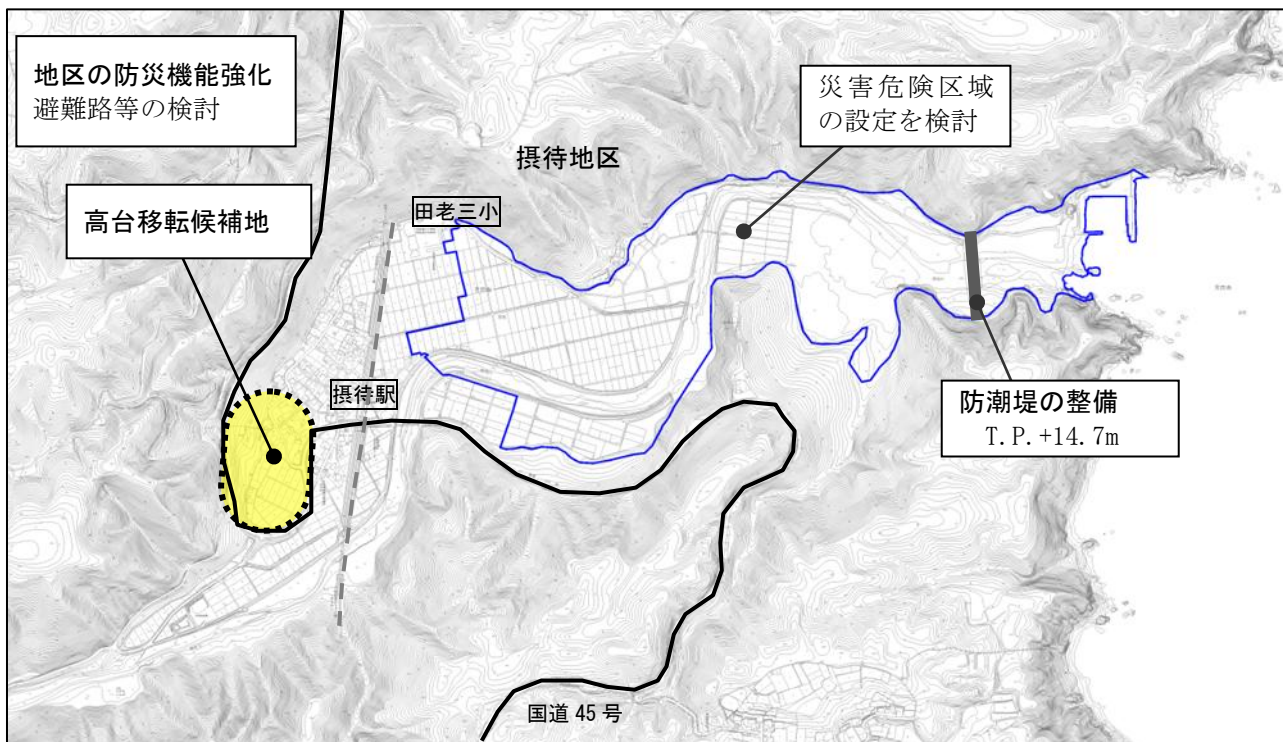 地区の防災機能強化
避難路等の検討
災害危険区域
の設定を検討
摂待地区
高台移転候補地
田老三小
摂待駅
防潮堤の整備
T.P.+14.7m
国道45号